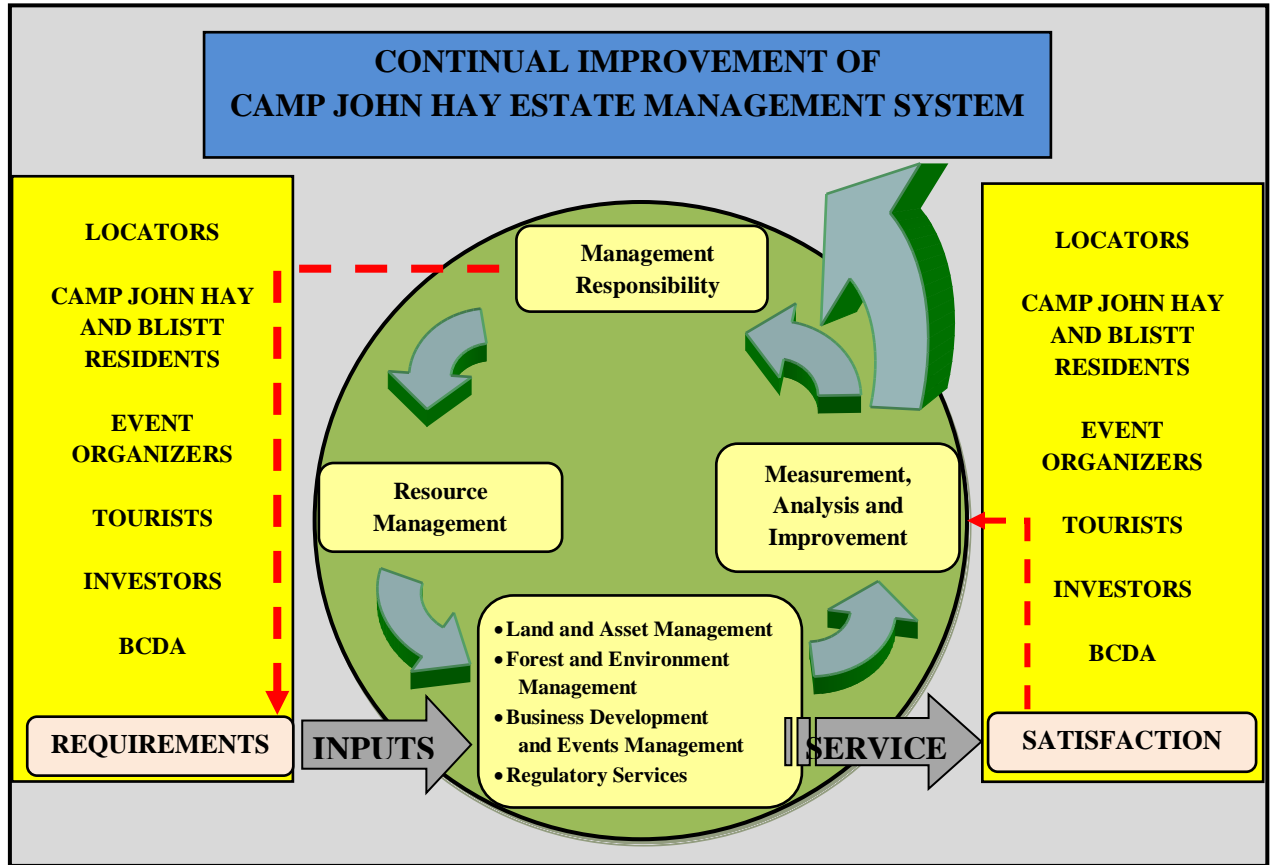 CONTINUAL IMPROVEMENT OF
CAMP JOHN HAY ESTATE MANAGEMENT SYSTEM
LOCATORS
CAMP JOHN HAY
AND BLISTT
RESIDENTS
EVENT
ORGANIZERS
TOURISTS
INVESTORS
BCDA
REQUIREMENTS
INPUTS
Management
Responsibility
Resource
Management
Measurement,
Analysis and
Improvement
•Land and Asset Management
•Forest and Environment
Management
•Business Development
and Events Management
•Regulatory Services
SERVICE
LOCATORS
CAMP JOHN HAY
AND BLISTT
RESIDENTS
EVENT
ORGANIZERS
TOURISTS
INVESTORS
BCDA
SATISFACTION